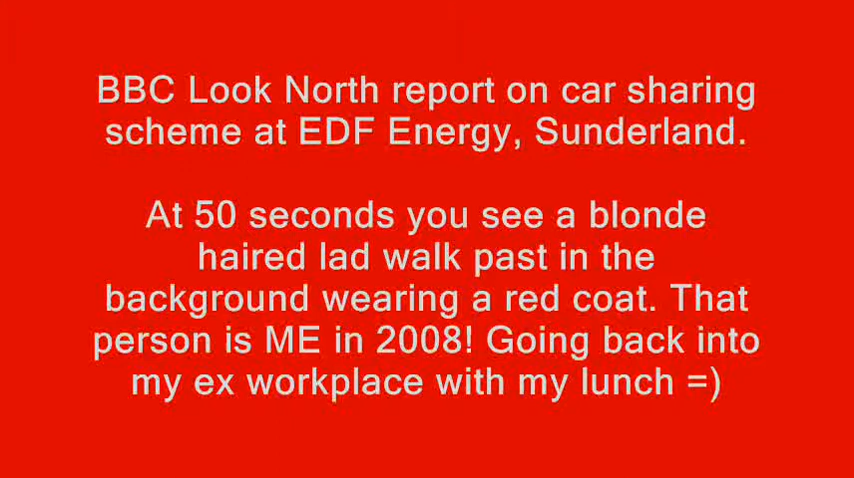 BBC Look North report on car sharing
scheme at EDF Energy, Sunderland.
At 50 seconds you see a blonde
haired lad walk past in the
background wearing a red coat. That
person is ME in 2008! Going back into
my ex workplace with my lunch =)